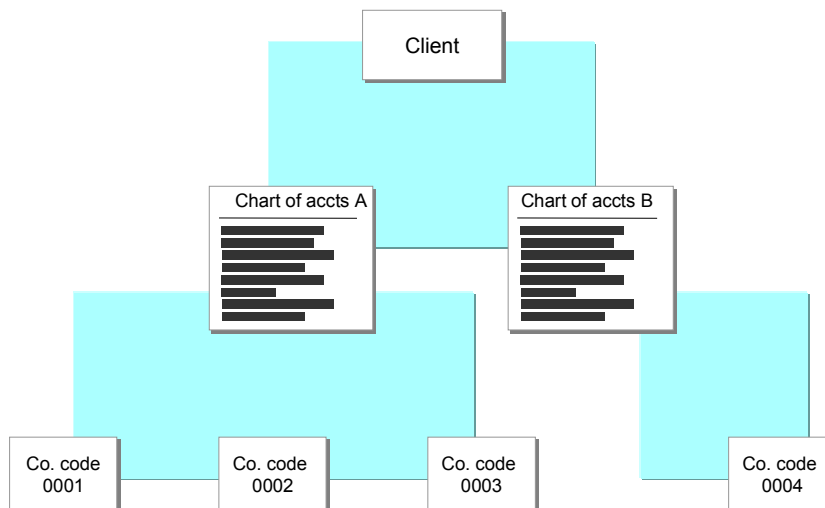 Client
Chart of accts A
Chart of accts B
Co. code
0001
Co. code
0002
Co. code
0003
Co. code
0004